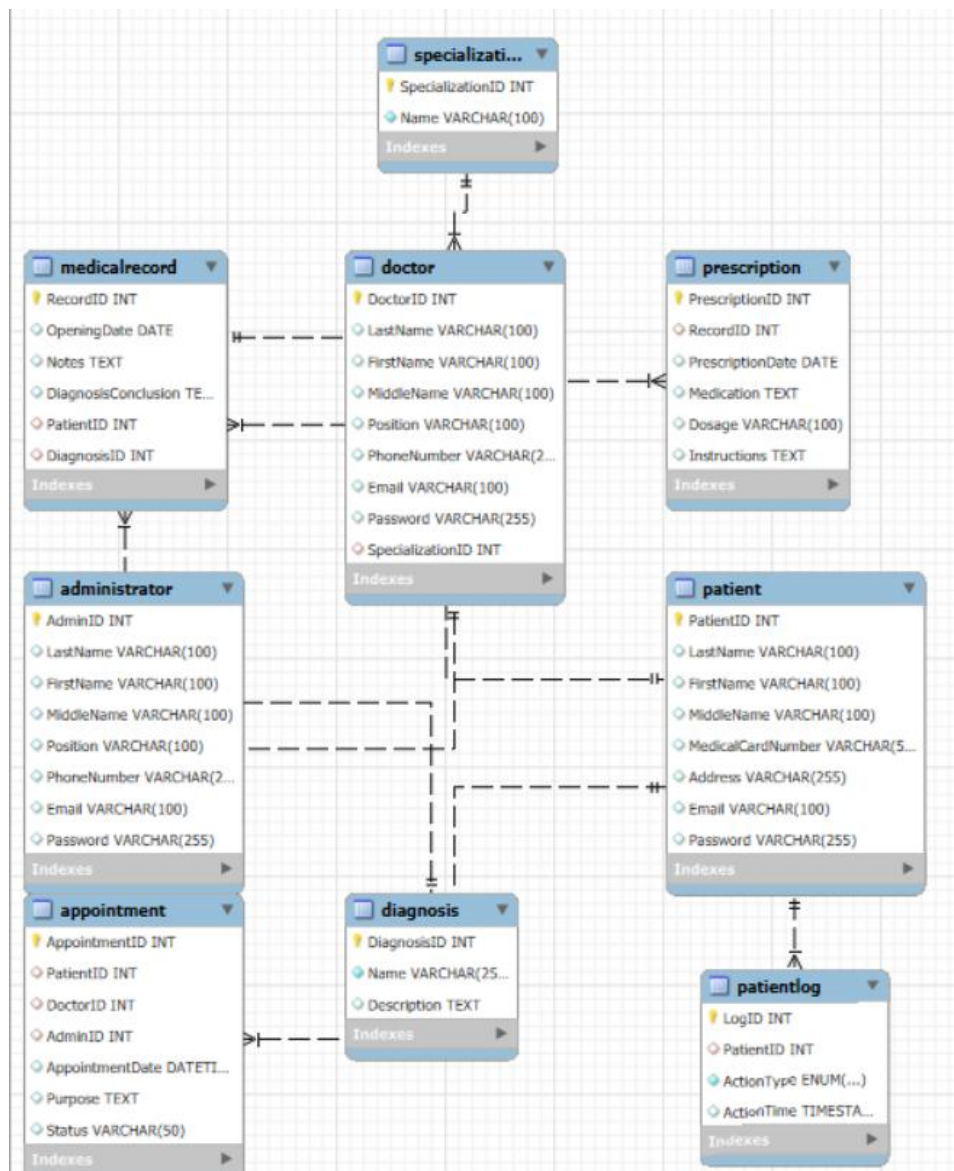 specializati...
SpecializationID INT
Name VARCHAR(100)
Indexes
medicalrecord
RecordID INT
OpeningDate DATE
Notes TEXT
DiagnosisConclusion TE...
PatientID INT
DiagnosisID INT
Indexes
doctor
DoctorID INT
LastName VARCHAR(100)
FirstName VARCHAR(100)
MiddleName VARCHAR(100)
Position VARCHAR(100)
PhoneNumber VARCHAR(2...
Email VARCHAR(100)
Password VARCHAR(255)
SpecializationID INT
Indexes
prescription
PrescriptionID INT
RecordID INT
PrescriptionDate DATE
Medication TEXT
Dosage VARCHAR(100)
Instructions TEXT
Indexes
administrator
AdminID INT
LastName VARCHAR(100)
FirstName VARCHAR(100)
MiddleName VARCHAR(100)
Position VARCHAR(100)
PhoneNumber VARCHAR(2...
Email VARCHAR(100)
Password VARCHAR(255)
Indexes
patient
PatientID INT
LastName VARCHAR(100)
FirstName VARCHAR(100)
MiddleName VARCHAR(100)
MedicalCardNumber VARCHAR(5...
Address VARCHAR(255)
Email VARCHAR(100)
Password VARCHAR(255)
Indexes
appointment
AppointmentID INT
PatientID INT
DoctorID INT
AdminID INT
AppointmentDate DATETI...
Purpose TEXT
Status VARCHAR(50)
Indexes
diagnosis
DiagnosisID INT
Name VARCHAR(25...
Description TEXT
Indexes
patientlog
LogID INT
PatientID INT
ActionType ENUM(...)
ActionTime TIMESTA...
Indexes